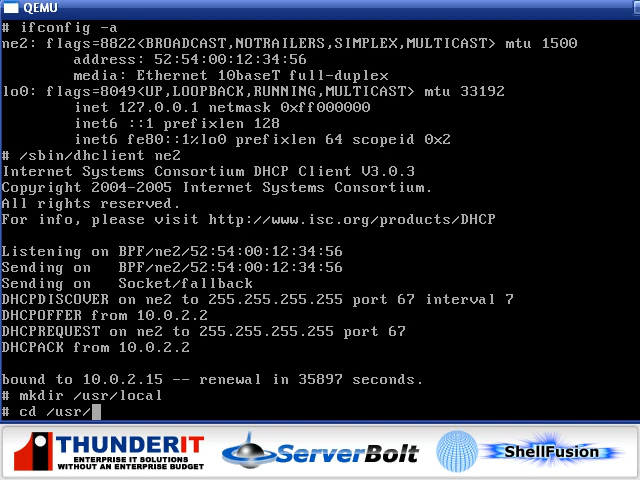 QEMU
# ifconfig -a
ne2: flags=8822<BROADCAST,NOTRAILERS,SIMPLEX,MULTICAST> mtu 1500
address: 52:54:00:12:34:56
media: Ethernet 10baseT full-duplex
lo0: flags=8049<UP,LOOPBACK,RUNNING,MULTICAST> mtu 33192
inet 127.0.0.1 netmask 0xff000000
inet6 ::1 prefixlen 128
inet6 fe80::1%lo0 prefixlen 64 scopeid 0x2
# /sbin/dhclient ne2
Internet Systems Consortium DHCP Client V3.0.3
Copyright 2004-2005 Internet Systems Consortium.
All rights reserved.
For info, please visit http://www.isc.org/products/DHCP
Listening on BPF/ne2/52:54:00:12:34:56
Sending on   BPF/ne2/52:54:00:12:34:56
Sending on   Socket/fallback
DHCPDISCOVER on ne2 to 255.255.255.255 port 67 interval 7
DHCPOFFER from 10.0.2.2
DHCPREQUEST on ne2 to 255.255.255.255 port 67
DHCPACK from 10.0.2.2
bound to 10.0.2.15 -- renewal in 35897 seconds.
# mkdir /usr/local
# cd /usr/
THUNDERIT
ENTERPRISE IT SOLUTIONS
WITHOUT AN ENTERPRISE BUDGET
ServerBolt
ShellFusion